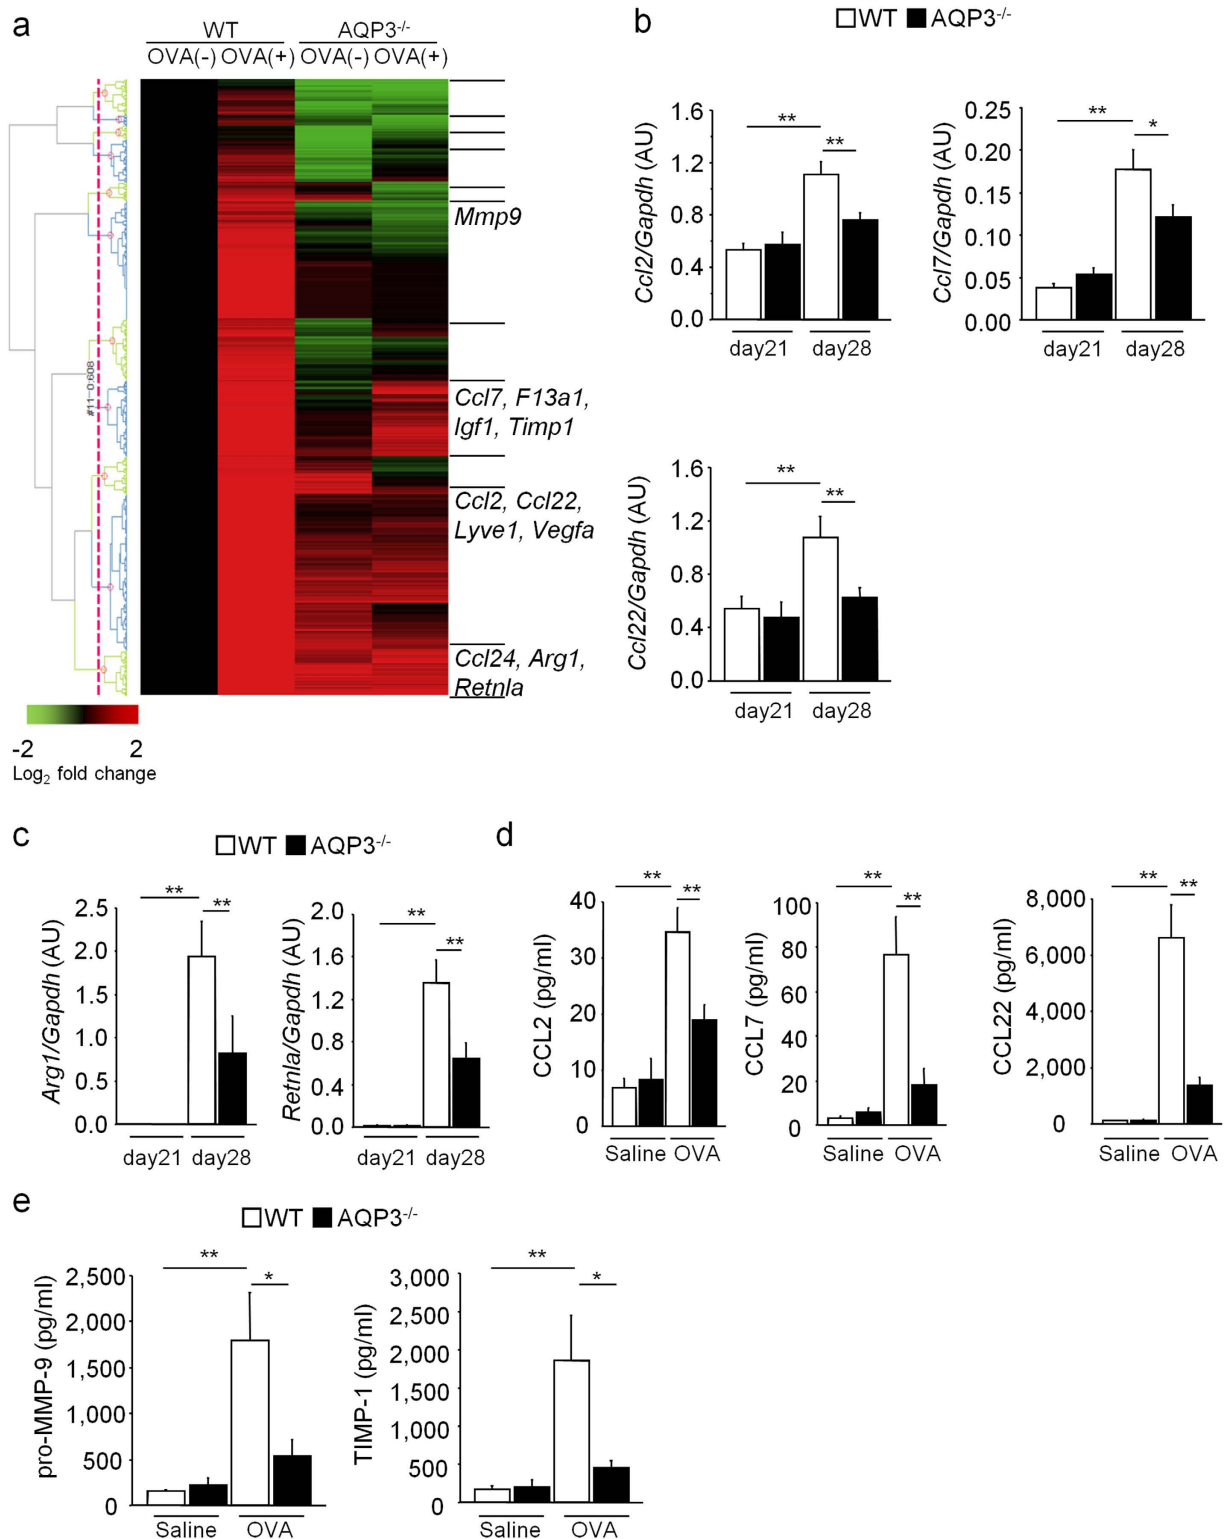 a
WT AQP3-/-
OVA(-) OVA(+) OVA(-) OVA(+)
#11-0.608
Mmp9
Ccl7, F13a1,
Igf1, Timp1
Ccl2, Ccl22,
Lyve1, Vegfa
Ccl24, Arg1,
Retnla
-2 2
Log2 fold change
b
WT AQP3-/-
Ccl2/Gapdh (AU)
1.6
1.2
0.8
0.4
0.0
** **
day21 day28
Ccl7/Gapdh (AU)
0.25
0.20
0.15
0.10
0.05
0.00
** *
day21 day28
Ccl22/Gapdh (AU)
1.6
1.2
0.8
0.4
0.0
** **
day21 day28
c
WT AQP3-/-
Arg1/Gapdh (AU)
2.5
2.0
1.5
1.0
0.5
0.0
** **
day21 day28
Retnla/Gapdh (AU)
2.0
1.6
1.2
0.8
0.4
0.0
** **
day21 day28
d
CCL2 (pg/ml)
40
30
20
10
0
** **
Saline OVA
CCL7 (pg/ml)
100
80
60
40
20
0
** **
Saline OVA
CCL22 (pg/ml)
8,000
6,000
4,000
2,000
0
** **
Saline OVA
e
WT AQP3-/-
pro-MMP-9 (pg/ml)
2,500
2,000
1,500
1,000
500
0
** *
Saline OVA
TIMP-1 (pg/ml)
3,000
2,500
2,000
1,500
1,000
500
0
** *
Saline OVA